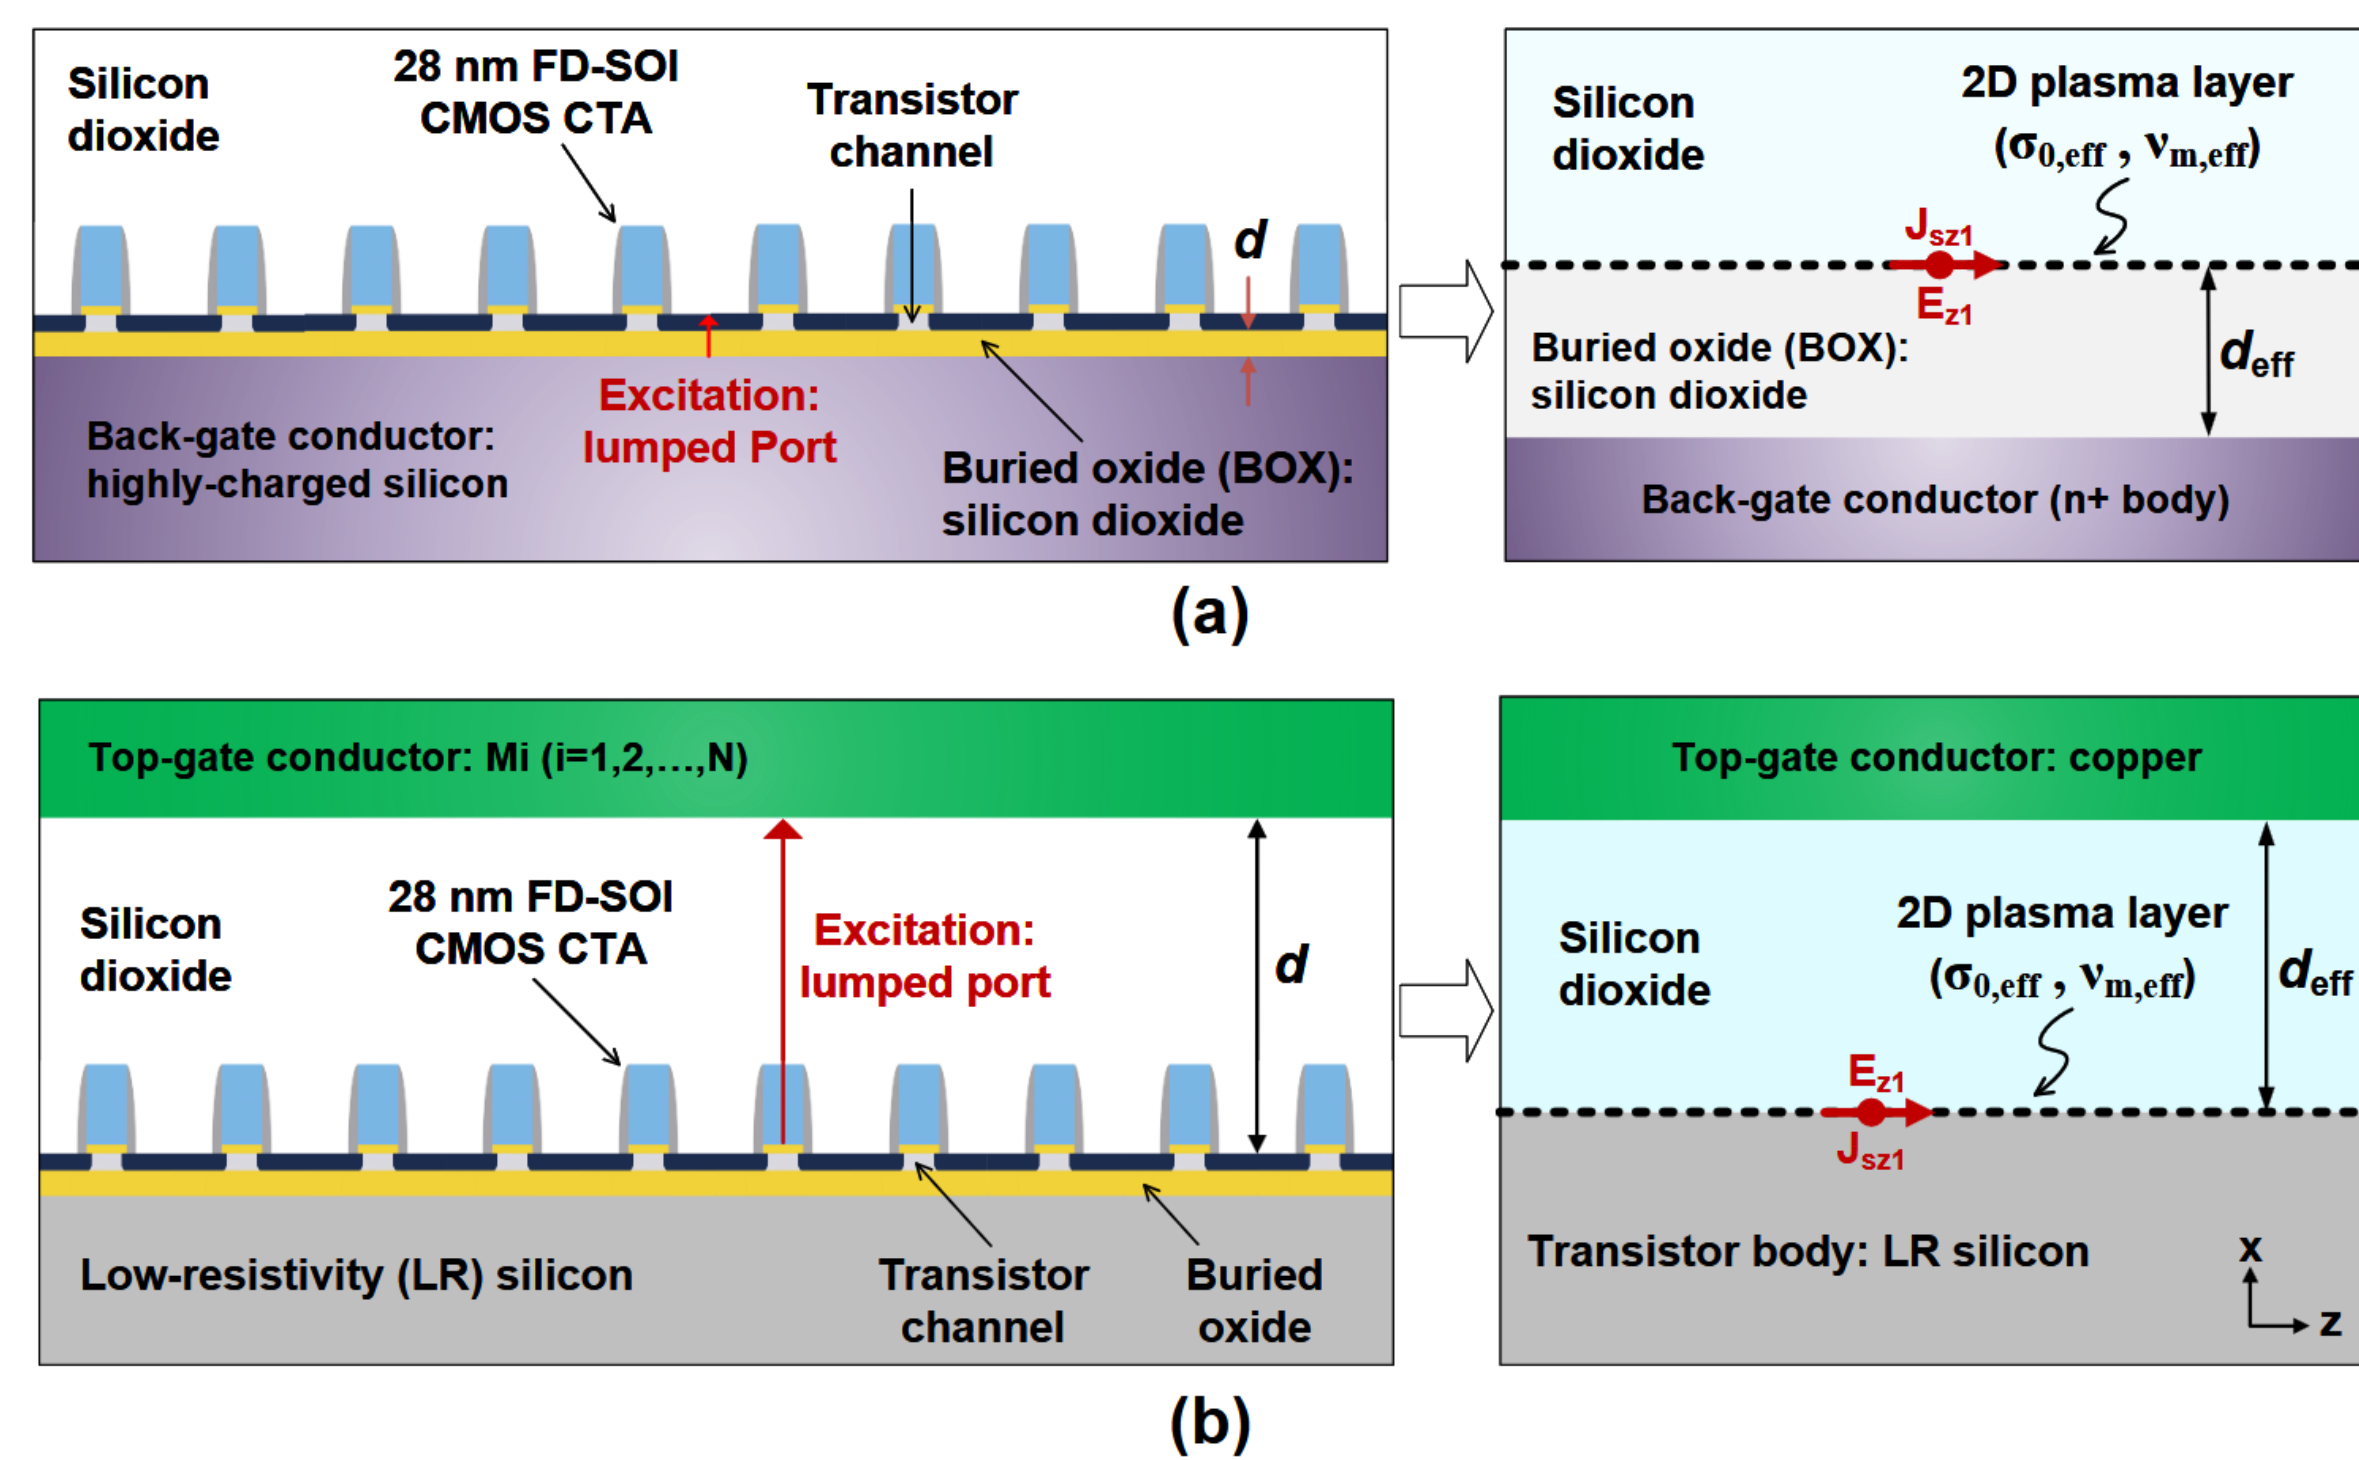 Silicon
dioxide
28 nm FD-SOI
CMOS CTA
Transistor
channel
d
Excitation:
lumped Port
Back-gate conductor:
highly-charged silicon
Buried oxide (BOX):
silicon dioxide
Silicon
dioxide
2D plasma layer
(σ0,eff , νm,eff)
Jsz1
Ez1
Buried oxide (BOX):
silicon dioxide
deff
Back-gate conductor (n+ body)
(a)
Top-gate conductor: Mi (i=1,2,…,N)
Silicon
dioxide
28 nm FD-SOI
CMOS CTA
Excitation:
lumped port
d
Low-resistivity (LR) silicon
Transistor
channel
Buried
oxide
Top-gate conductor: copper
Silicon
dioxide
2D plasma layer
(σ0,eff , νm,eff)
deff
Ez1
Jsz1
Transistor body: LR silicon
x
z
(b)